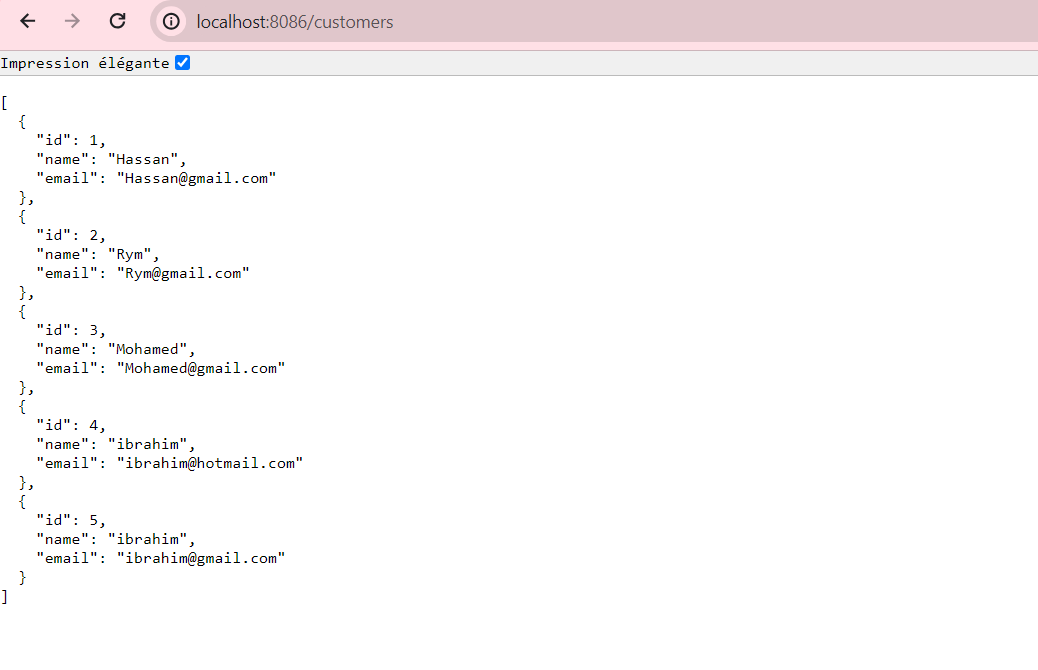 localhost:8086/customers
Impression élégante
[
  {
    "id": 1,
    "name": "Hassan",
    "email": "Hassan@gmail.com"
  },
  {
    "id": 2,
    "name": "Rym",
    "email": "Rym@gmail.com"
  },
  {
    "id": 3,
    "name": "Mohamed",
    "email": "Mohamed@gmail.com"
  },
  {
    "id": 4,
    "name": "ibrahim",
    "email": "ibrahim@hotmail.com"
  },
  {
    "id": 5,
    "name": "ibrahim",
    "email": "ibrahim@gmail.com"
  }
]